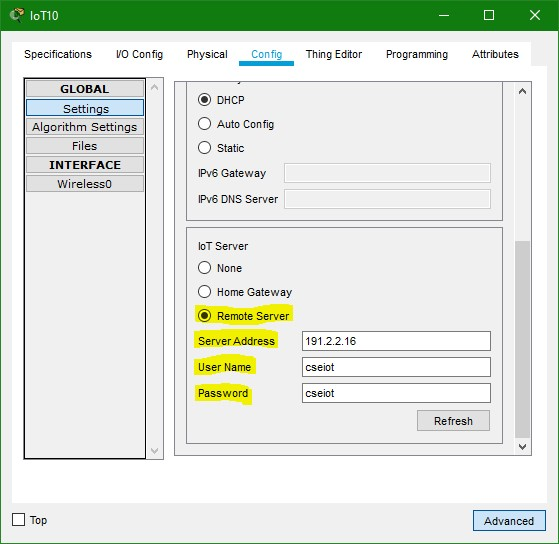 IoT10
Specifications I/O Config Physical Config Thing Editor Programming Attributes
GLOBAL
Settings
Algorithm Settings
Files
INTERFACE
Wireless0
DHCP
Auto Config
Static
IPv6 Gateway
IPv6 DNS Server
IoT Server
None
Home Gateway
Remote Server
Server Address 191.2.2.16
User Name cseiot
Password cseiot
Refresh
Top Advanced